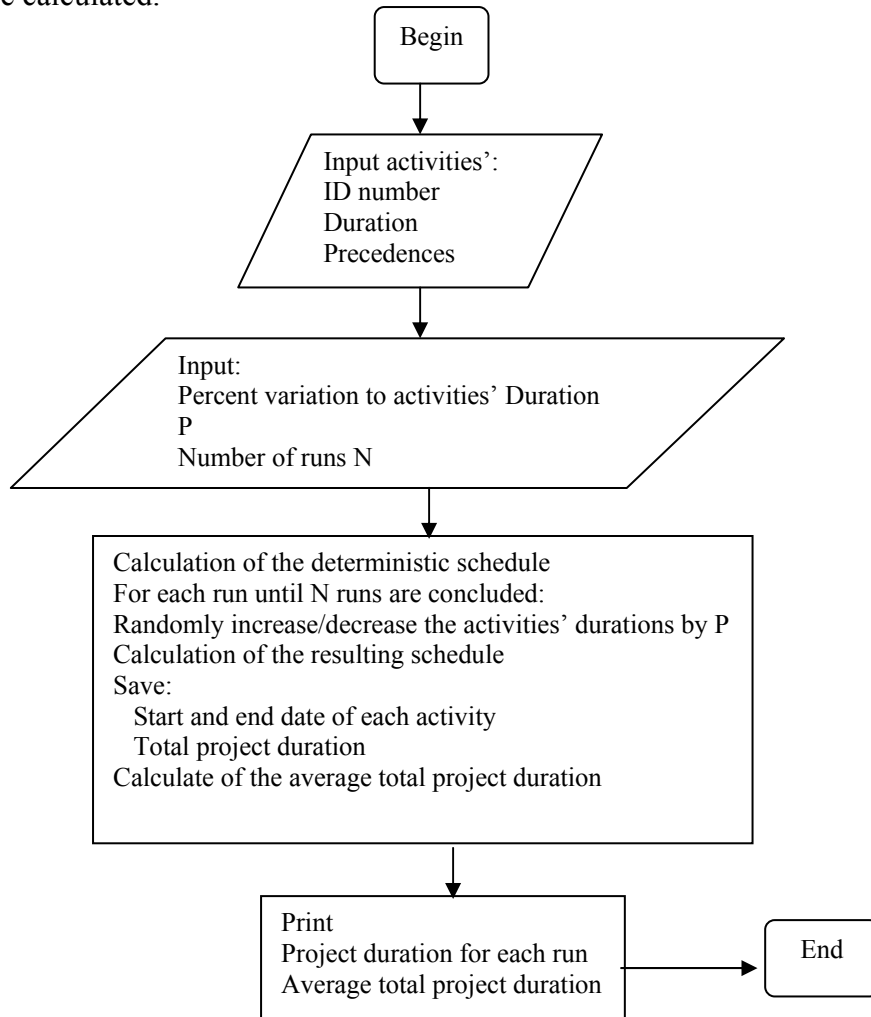 e calculated.
Begin
Input activities’:
ID number
Duration
Precedences
Input:
Percent variation to activities’ Duration
P
Number of runs N
Calculation of the deterministic schedule
For each run until N runs are concluded:
Randomly increase/decrease the activities’ durations by P
Calculation of the resulting schedule
Save:
Start and end date of each activity
Total project duration
Calculate of the average total project duration
Print
Project duration for each run
Average total project duration
End